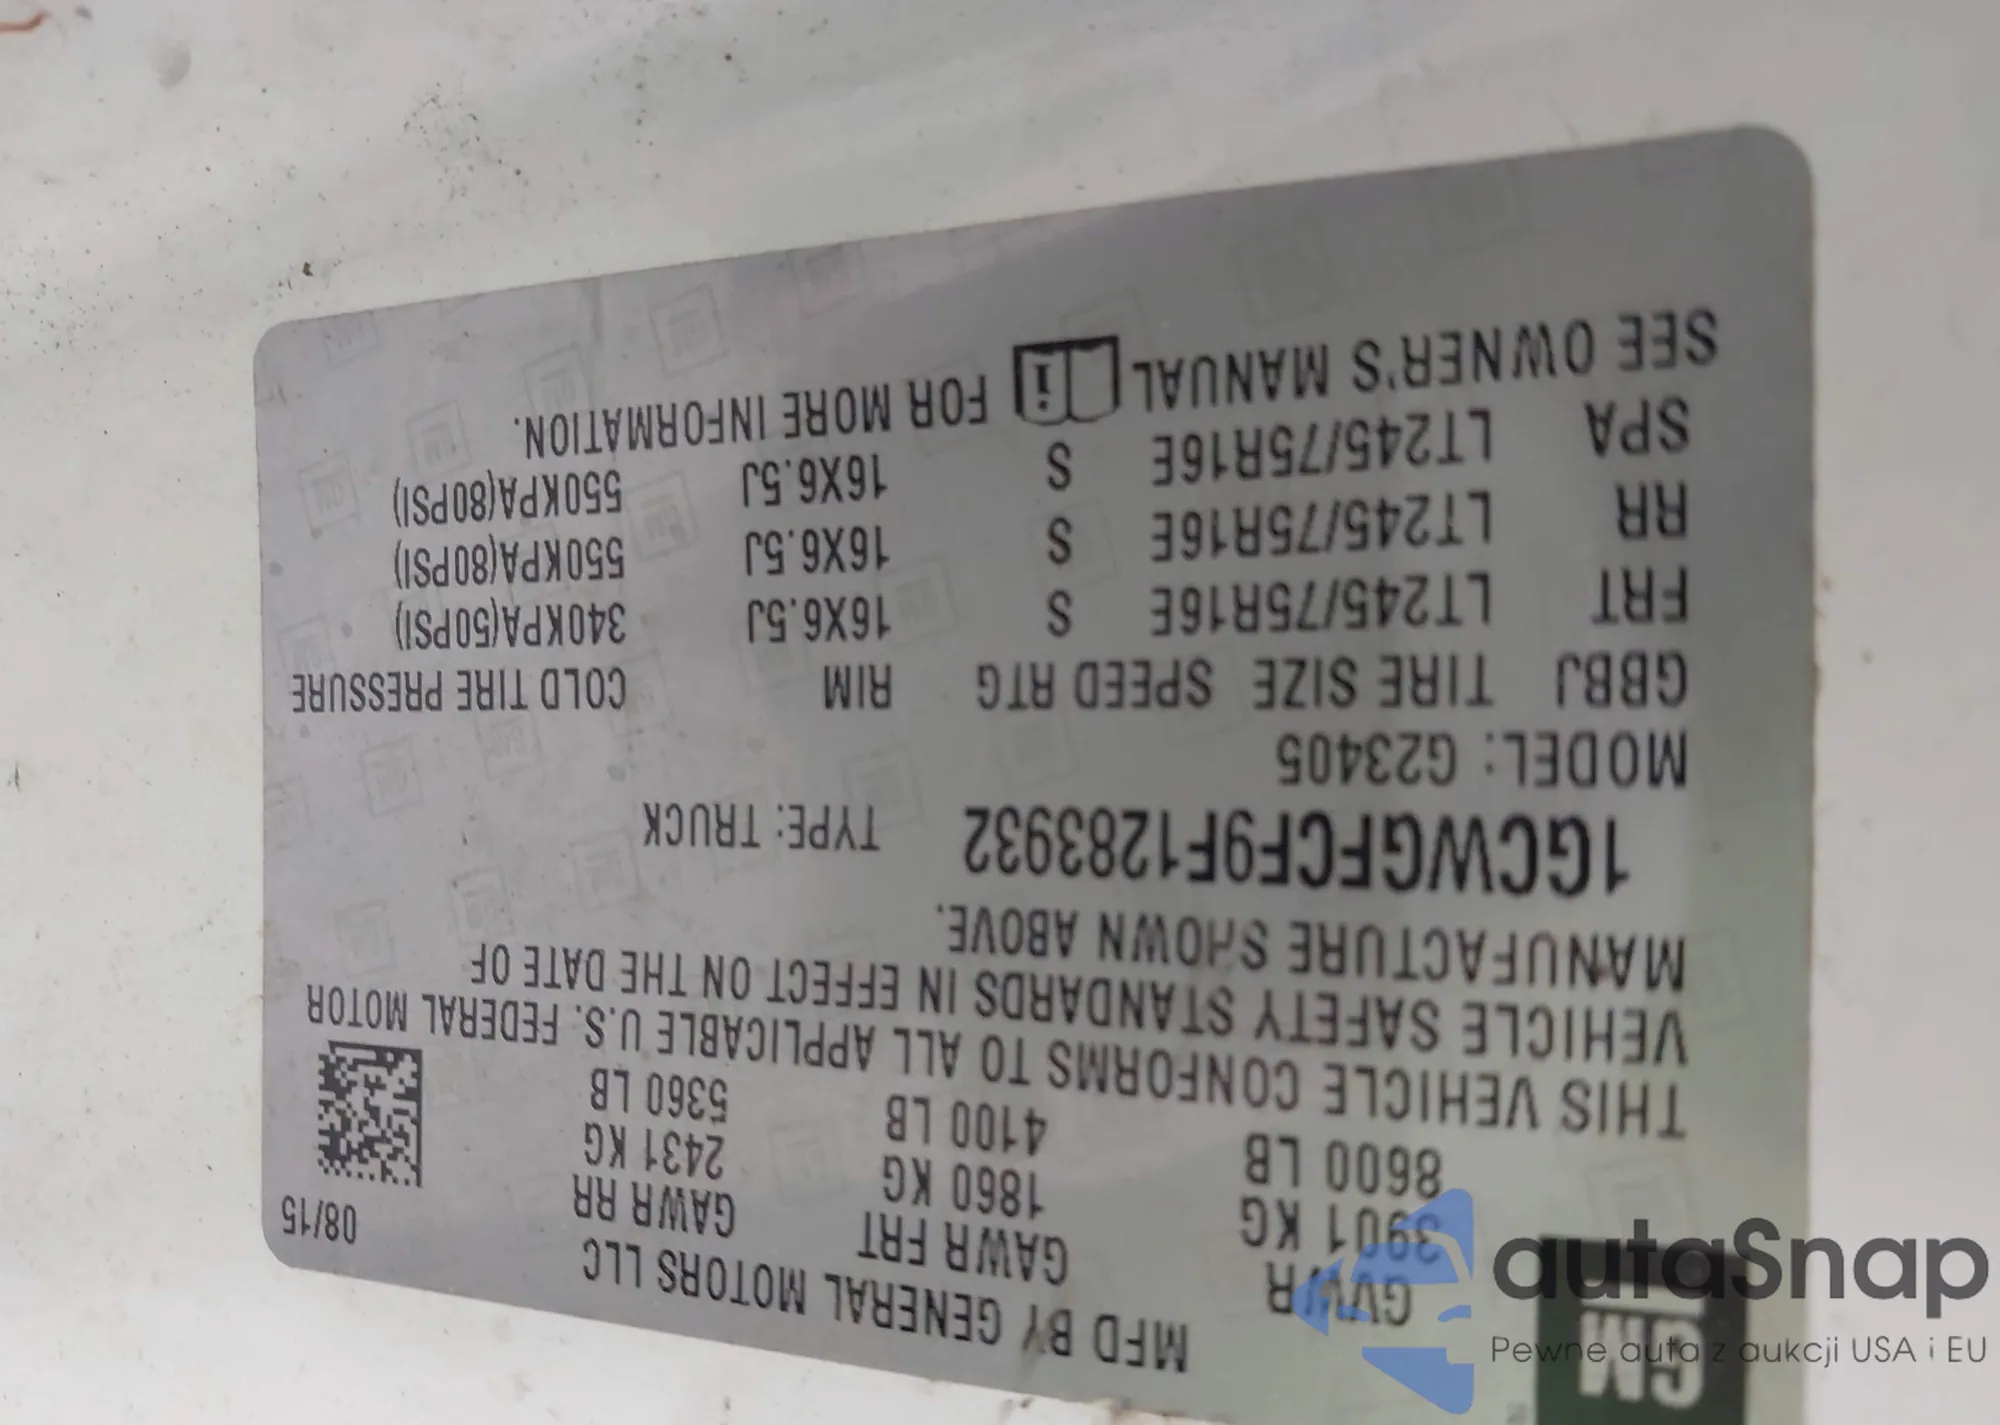 GM
MFD BY GENERAL MOTORS LLC
08/15
GVWR GAWR FRT GAWR RR
3901 KG 1860 KG 2431 KG
8600 LB 4100 LB 5360 LB
THIS VEHICLE CONFORMS TO ALL APPLICABLE U.S. FEDERAL MOTOR
VEHICLE SAFETY STANDARDS IN EFFECT ON THE DATE OF
MANUFACTURE SHOWN ABOVE.
1GCWGFCF9F1283932 TYPE: TRUCK
MODEL: G23405
GBBJ TIRE SIZE SPEED RTG RIM COLD TIRE PRESSURE
FRT LT245/75R16E S 16X6.5J 340KPA(50PSI)
RR LT245/75R16E S 16X6.5J 550KPA(80PSI)
SPA LT245/75R16E S 16X6.5J 550KPA(80PSI)
SEE OWNER'S MANUAL i FOR MORE INFORMATION.
autaSnap
Pewne auta z aukcji USA i EU